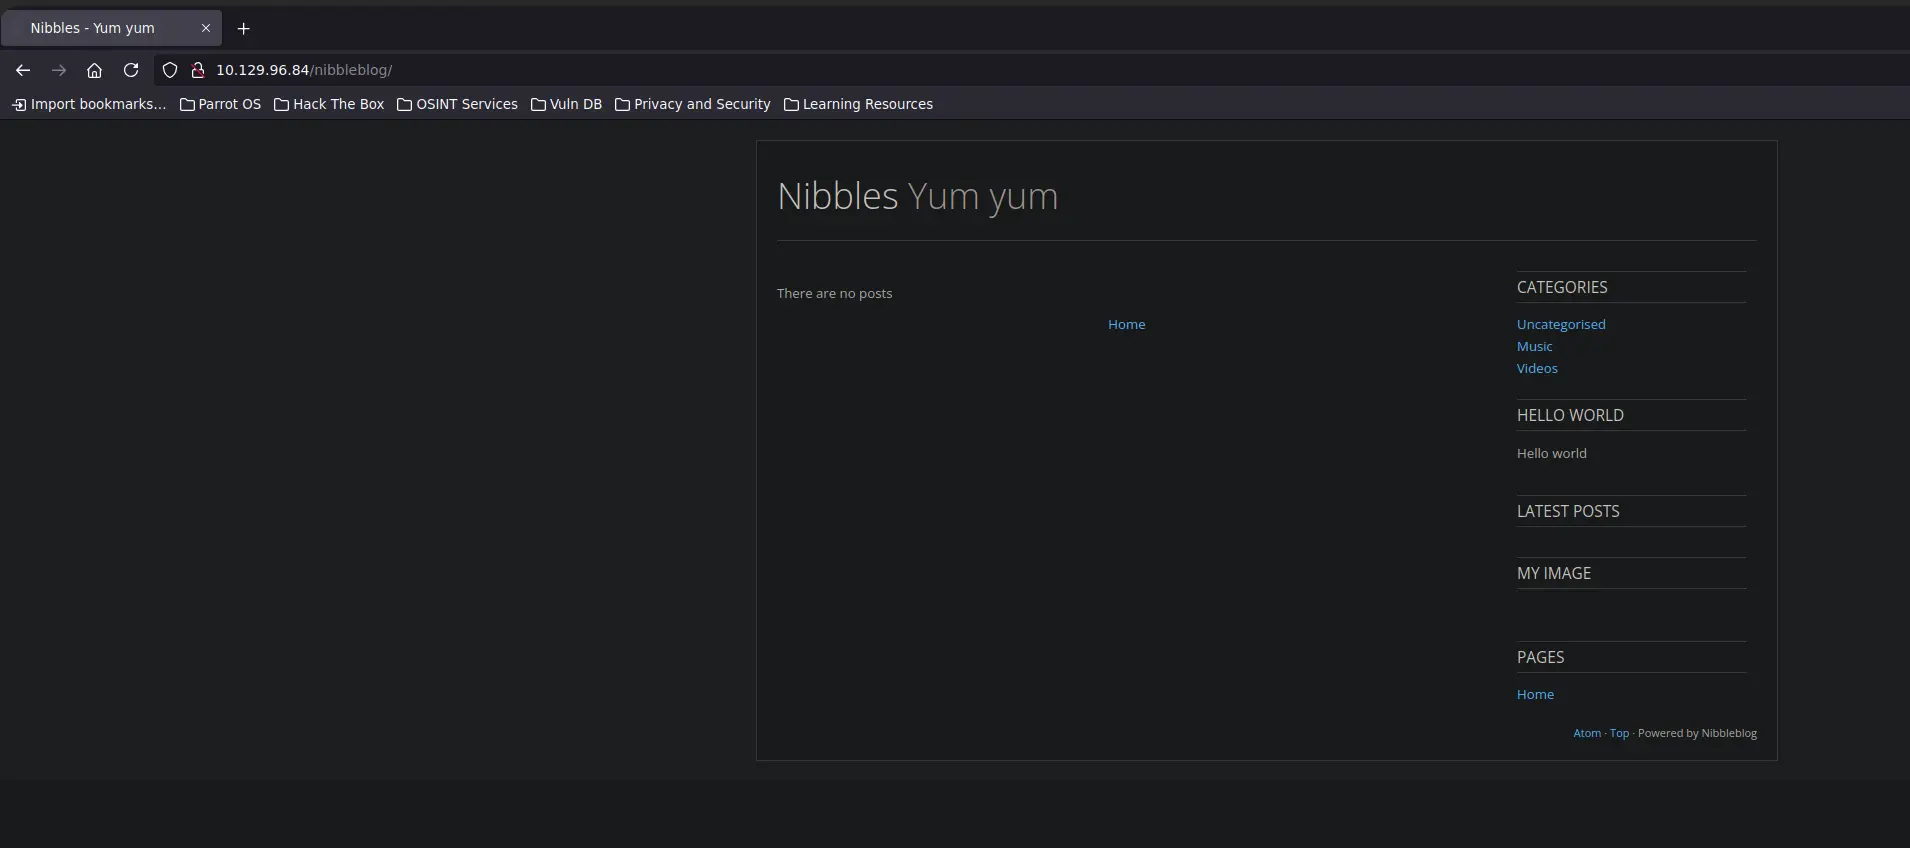 Nibbles - Yum yum
10.129.96.84/nibbleblog/
Import bookmarks... Parrot OS Hack The Box OSINT Services Vuln DB Privacy and Security Learning Resources
Nibbles Yum yum
There are no posts
Home
CATEGORIES
Uncategorised
Music
Videos
HELLO WORLD
Hello world
LATEST POSTS
MY IMAGE
PAGES
Home
Atom · Top · Powered by Nibbleblog